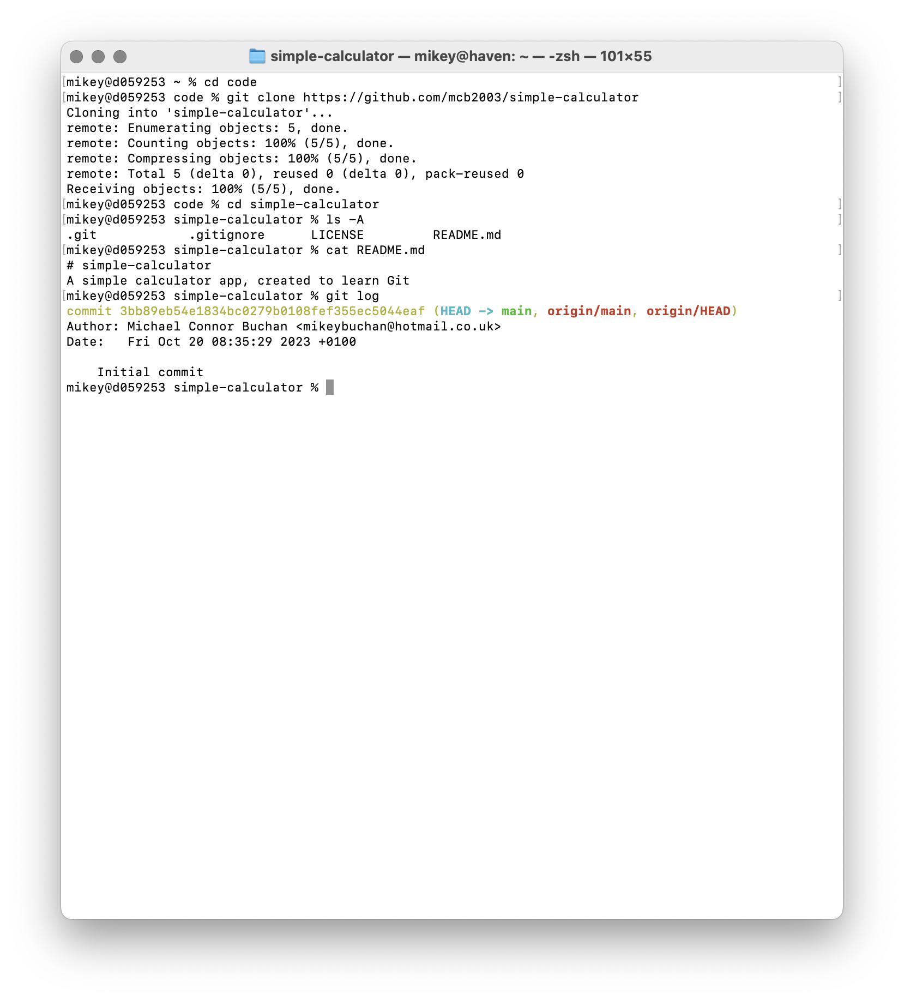 simple-calculator — mikey@haven: ~ — -zsh — 101×55
[mikey@d059253 ~ % cd code ]
[mikey@d059253 code % git clone https://github.com/mcb2003/simple-calculator ]
Cloning into 'simple-calculator'...
remote: Enumerating objects: 5, done.
remote: Counting objects: 100% (5/5), done.
remote: Compressing objects: 100% (5/5), done.
remote: Total 5 (delta 0), reused 0 (delta 0), pack-reused 0
Receiving objects: 100% (5/5), done.
[mikey@d059253 code % cd simple-calculator ]
[mikey@d059253 simple-calculator % ls -A ]
.git .gitignore LICENSE README.md
[mikey@d059253 simple-calculator % cat README.md ]
# simple-calculator
A simple calculator app, created to learn Git
[mikey@d059253 simple-calculator % git log ]
commit 3bb89eb54e1834bc0279b0108fef355ec5044eaf (HEAD -> main, origin/main, origin/HEAD)
Author: Michael Connor Buchan <mikeybuchan@hotmail.co.uk>
Date:   Fri Oct 20 08:35:29 2023 +0100
    Initial commit
mikey@d059253 simple-calculator %